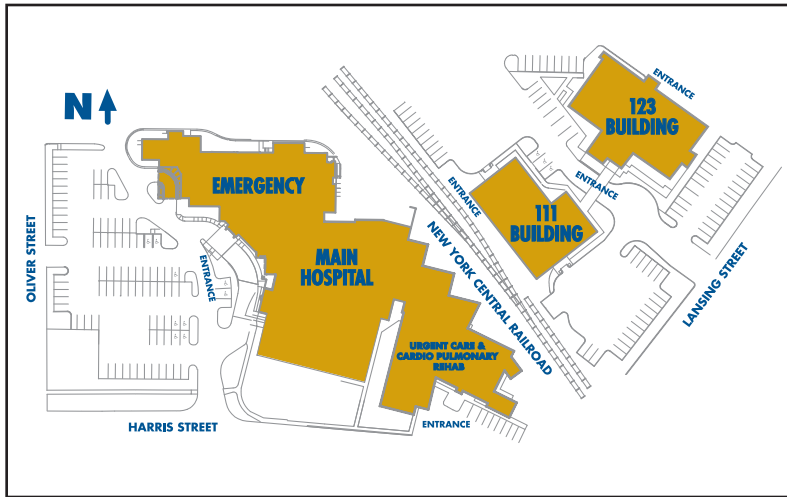 N
ENTRANCE
123
BUILDING
EMERGENCY
ENTRANCE
ENTRANCE
111
BUILDING
MAIN
HOSPITAL
NEW YORK CENTRAL RAILROAD
OLIVER STREET
ENTRANCE
LANSING STREET
URGENT CARE &
CARDIO PULMONARY
REHAB
HARRIS STREET
ENTRANCE